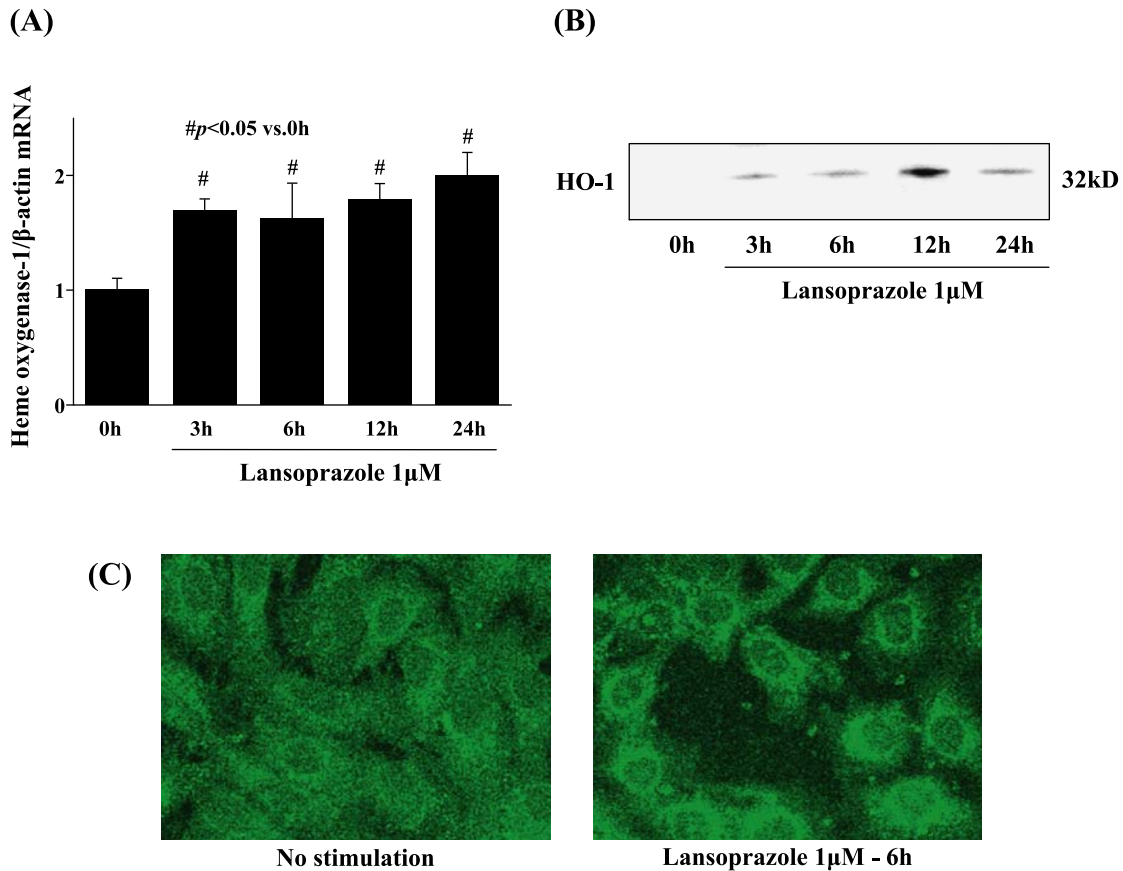 (A)
Heme oxygenase-1/β-actin mRNA
#p<0.05 vs.0h
2
1
0
# # # #
0h 3h 6h 12h 24h
Lansoprazole 1μM
(B)
HO-1 32kD
0h 3h 6h 12h 24h
Lansoprazole 1μM
(C)
No stimulation
Lansoprazole 1μM - 6h